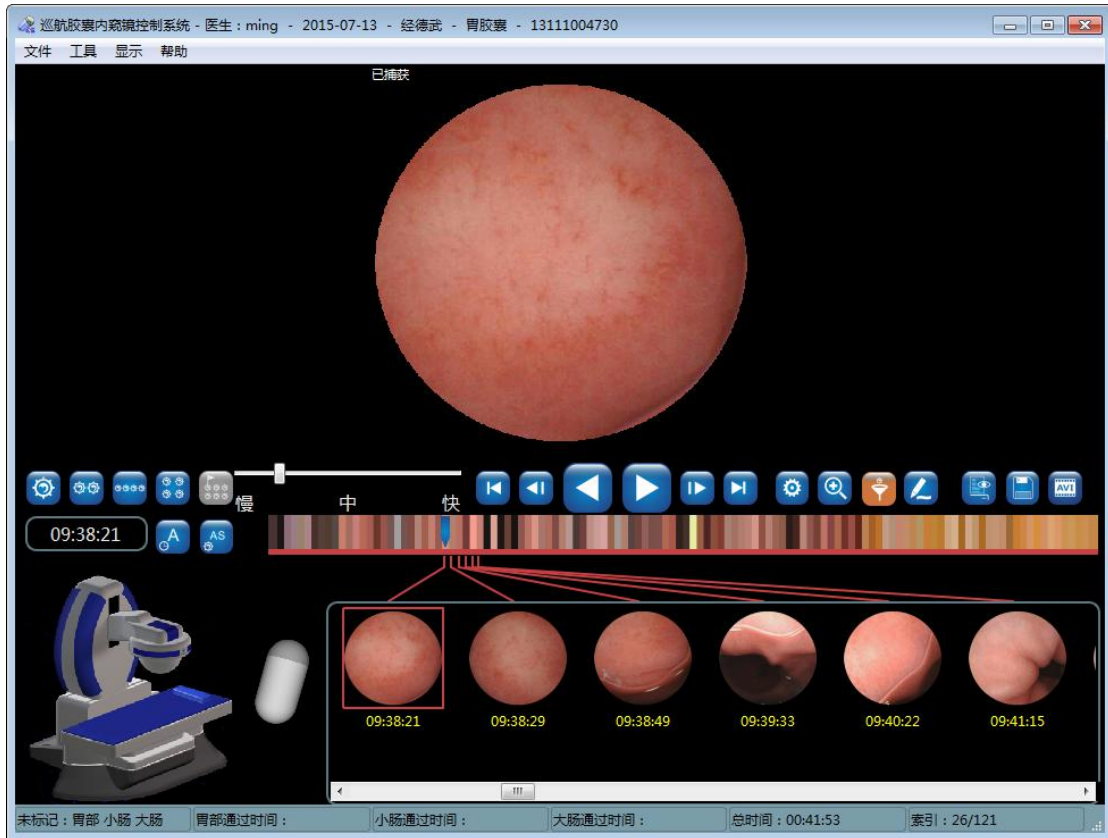 巡航胶囊内窥镜控制系统 - 医生：ming - 2015-07-13 - 经德武 - 胃胶囊 - 13111004730
文件 工具 显示 帮助
已捕获
慢 中 快
AVI
09:38:21 A AS
09:38:21 09:38:29 09:38:49 09:39:33 09:40:22 09:41:15
未标记：胃部 小肠 大肠 胃部通过时间： 小肠通过时间： 大肠通过时间： 总时间：00:41:53 索引：26/121